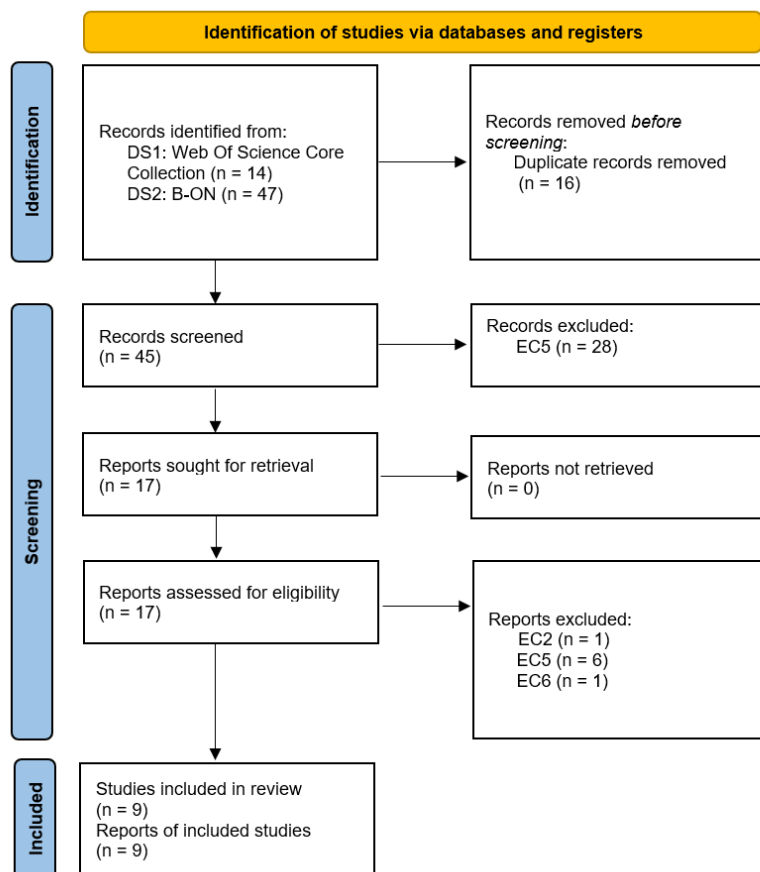 Identification of studies via databases and registers
Identification
Records identified from:
DS1: Web Of Science Core
Collection (n = 14)
DS2: B-ON (n = 47)
Records removed before
screening:
Duplicate records removed
(n = 16)
Screening
Records screened
(n = 45)
Records excluded:
EC5 (n = 28)
Reports sought for retrieval
(n = 17)
Reports not retrieved
(n = 0)
Reports assessed for eligibility
(n = 17)
Reports excluded:
EC2 (n = 1)
EC5 (n = 6)
EC6 (n = 1)
Included
Studies included in review
(n = 9)
Reports of included studies
(n = 9)